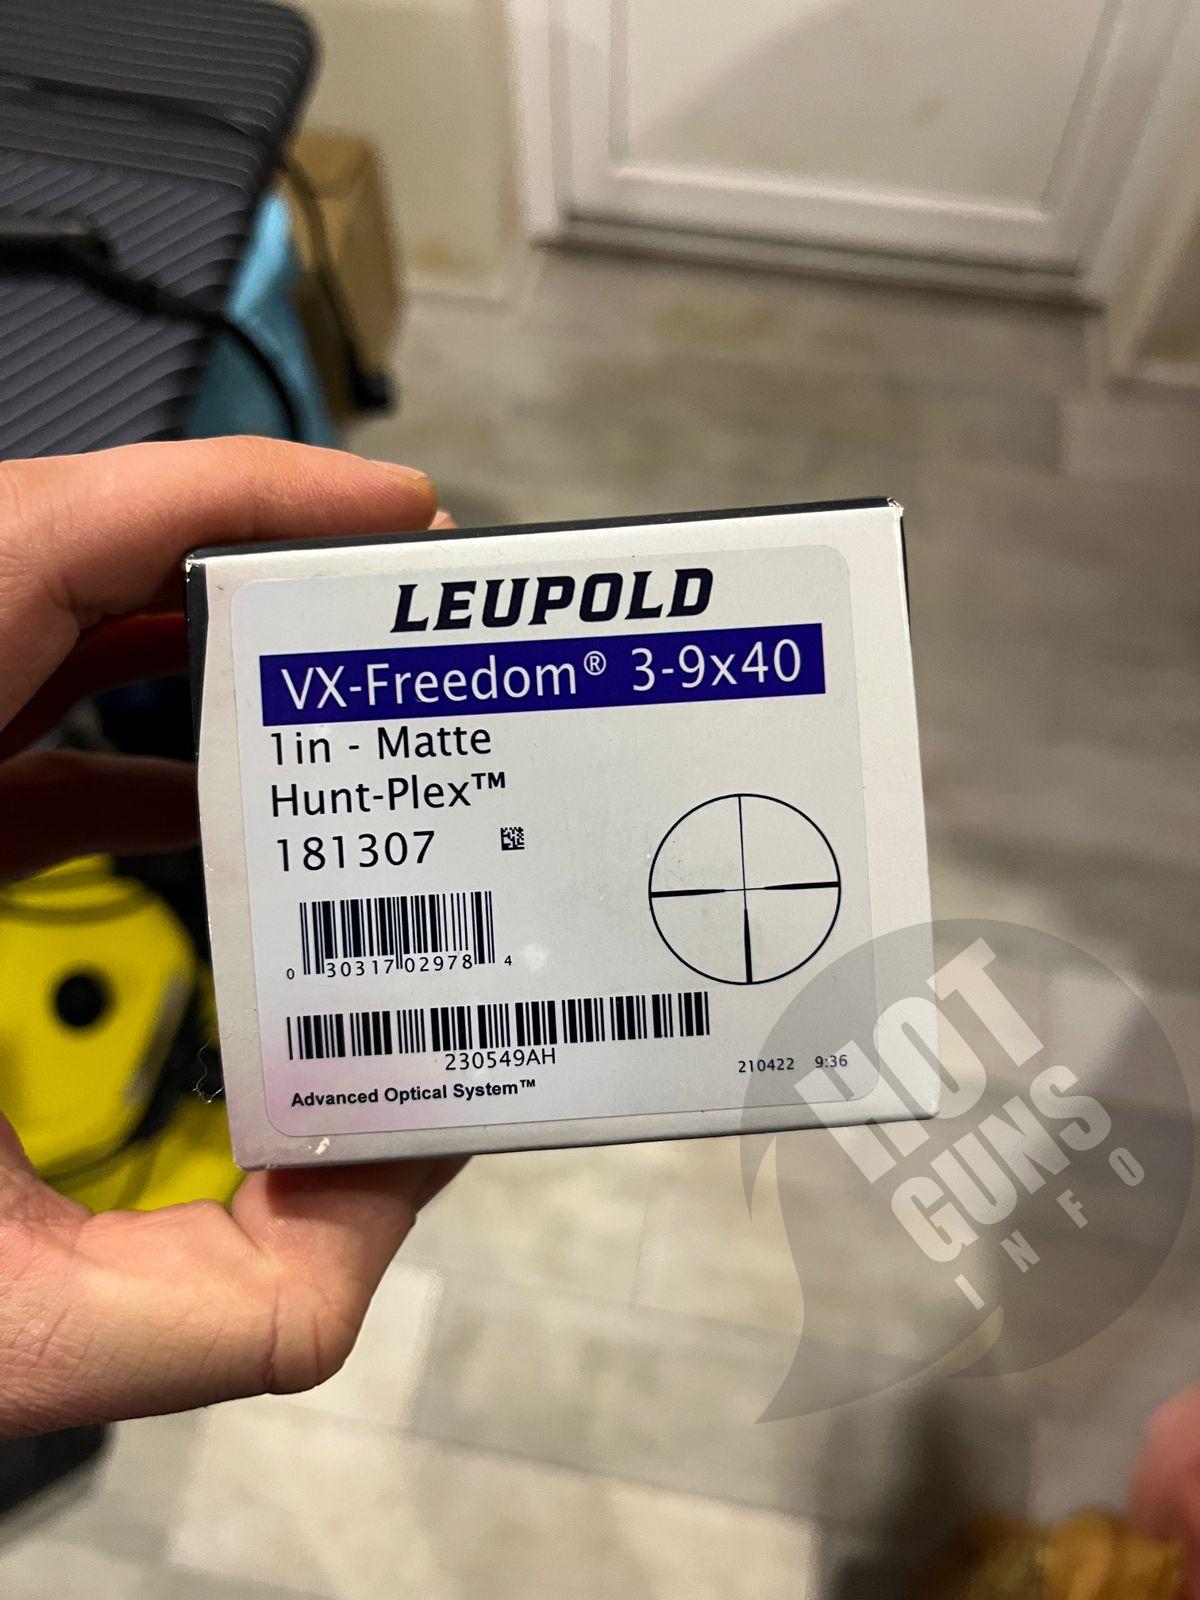 LEUPOLD
VX-Freedom® 3-9x40
1in - Matte
Hunt-Plex™
181307
0 30317 02978 4
230549AH
210422 9:36
Advanced Optical System™
HOT
GUNS
INFO